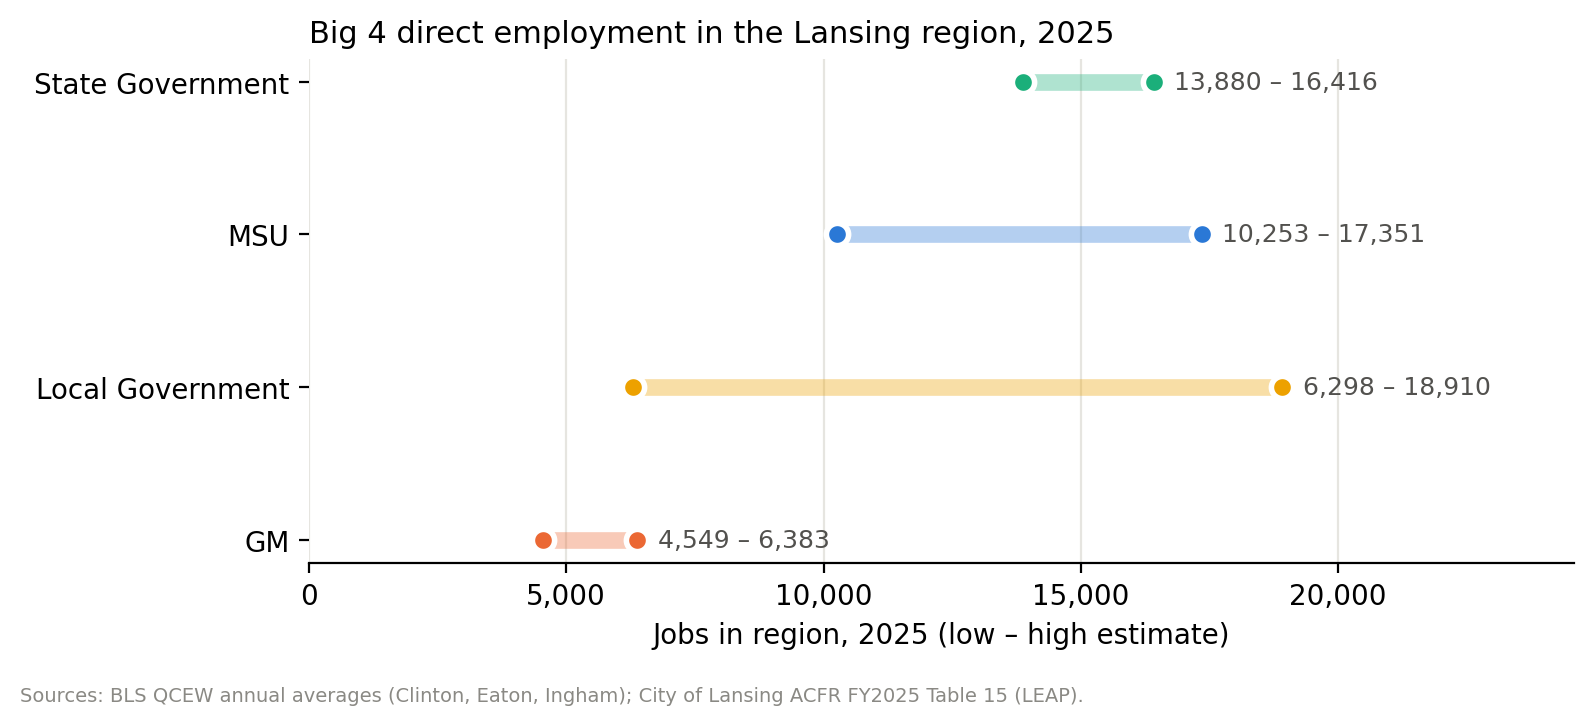 Big 4 direct employment in the Lansing region, 2025
State Government
13,880 – 16,416
MSU
10,253 – 17,351
Local Government
6,298 – 18,910
GM
4,549 – 6,383
0
5,000
10,000
15,000
20,000
Jobs in region, 2025 (low – high estimate)
Sources: BLS QCEW annual averages (Clinton, Eaton, Ingham); City of Lansing ACFR FY2025 Table 15 (LEAP).